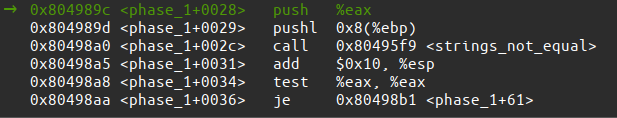 → 0x804989c <phase_1+0028> push %eax
0x804989d <phase_1+0029> pushl 0x8(%ebp)
0x80498a0 <phase_1+002c> call 0x80495f9 <strings_not_equal>
0x80498a5 <phase_1+0031> add $0x10, %esp
0x80498a8 <phase_1+0034> test %eax, %eax
0x80498aa <phase_1+0036> je 0x80498b1 <phase_1+61>